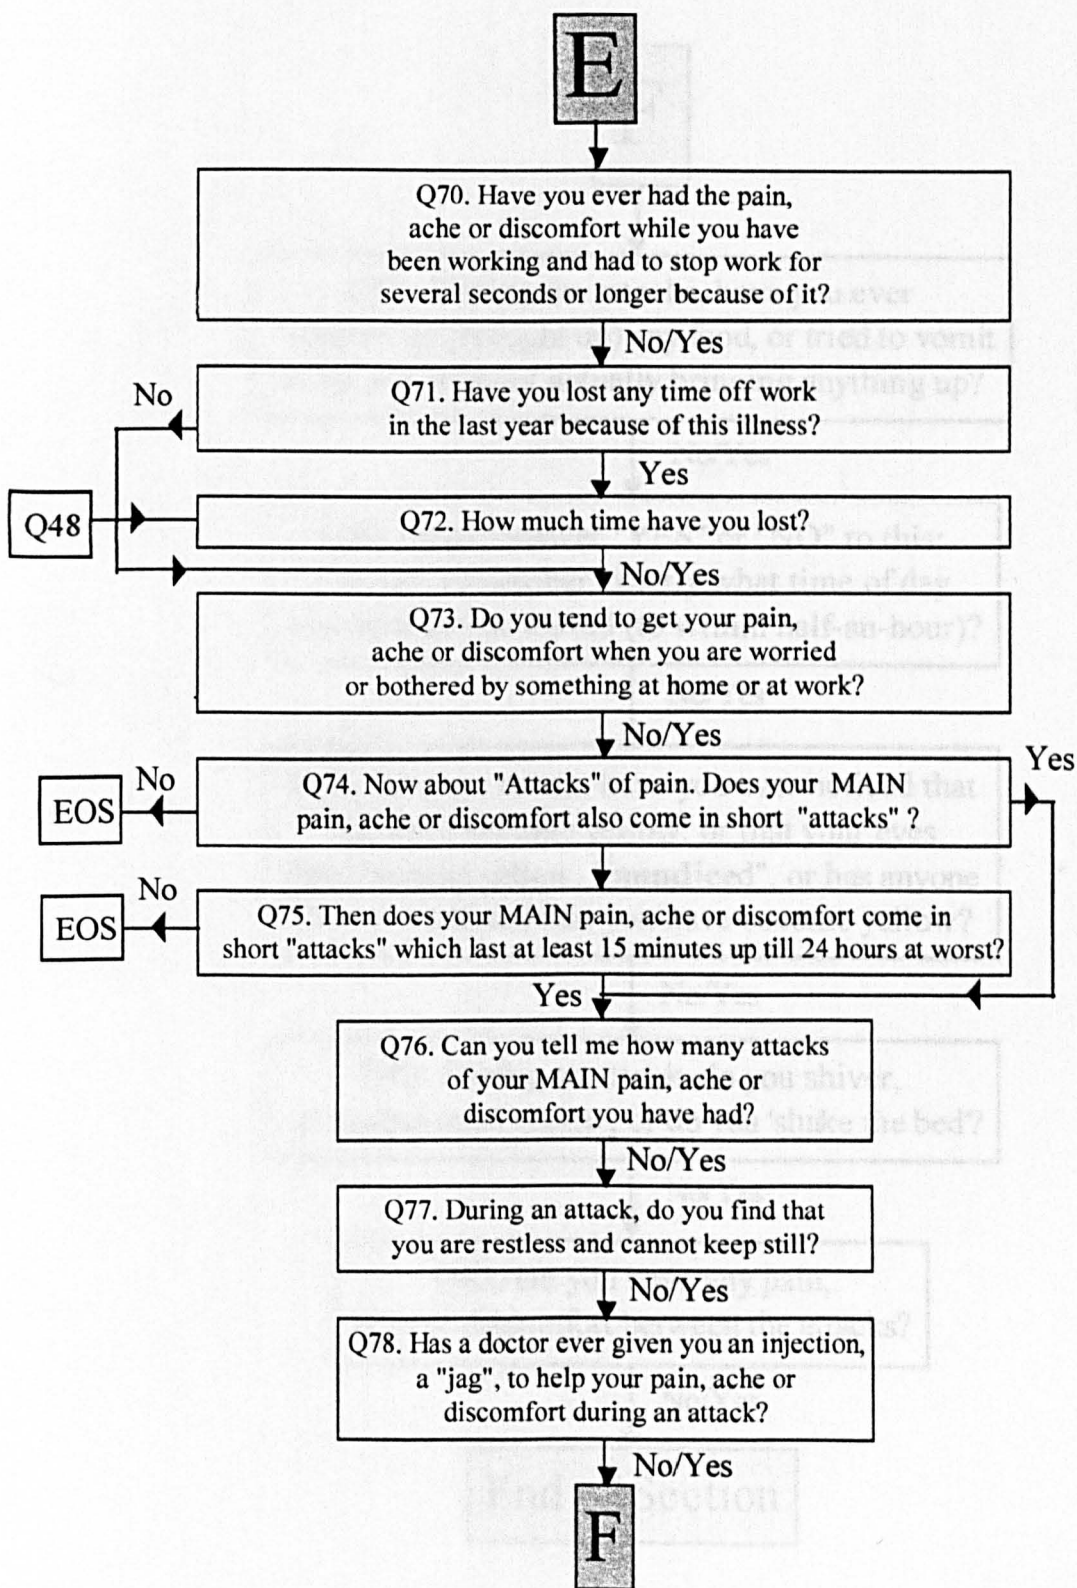 E
Q70. Have you ever had the pain,
ache or discomfort while you have
been working and had to stop work for
several seconds or longer because of it?
No/Yes
No
Q71. Have you lost any time off work
in the last year because of this illness?
Yes
Q48
Q72. How much time have you lost?
No/Yes
Q73. Do you tend to get your pain,
ache or discomfort when you are worried
or bothered by something at home or at work?
No/Yes
Yes
EOS
No
Q74. Now about "Attacks" of pain. Does your MAIN
pain, ache or discomfort also come in short "attacks" ?
EOS
No
Q75. Then does your MAIN pain, ache or discomfort come in
short "attacks" which last at least 15 minutes up till 24 hours at worst?
Yes
Q76. Can you tell me how many attacks
of your MAIN pain, ache or
discomfort you have had?
No/Yes
Q77. During an attack, do you find that
you are restless and cannot keep still?
No/Yes
Q78. Has a doctor ever given you an injection,
a "jag", to help your pain, ache or
discomfort during an attack?
No/Yes
F